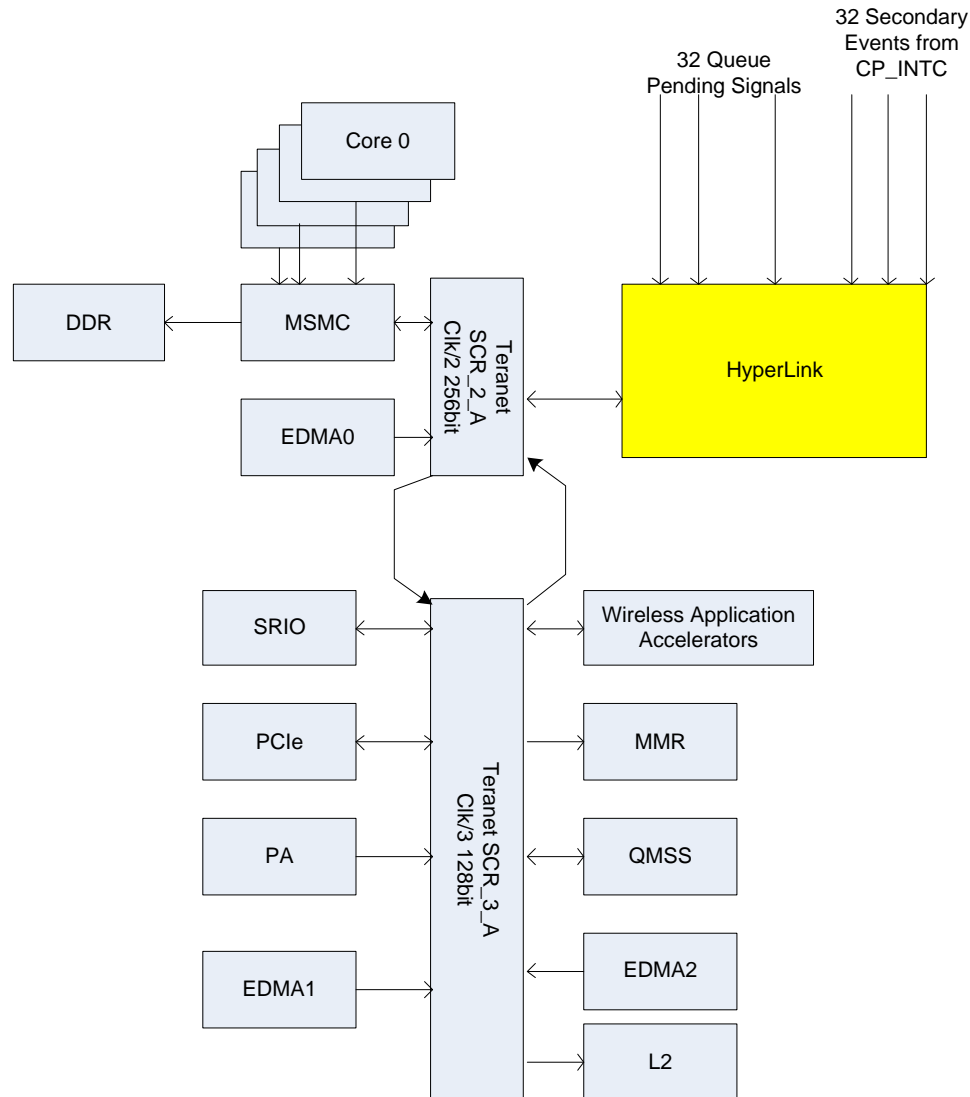 32 Secondary
Events from
CP_INTC
32 Queue
Pending Signals
Core 0
DDR
MSMC
Teranet
SCR_2_A
Clk/2 256bit
HyperLink
EDMA0
SRIO
Wireless Application
Accelerators
PCIe
MMR
Teranet SCR_3_A
Clk/3 128bit
PA
QMSS
EDMA1
EDMA2
L2